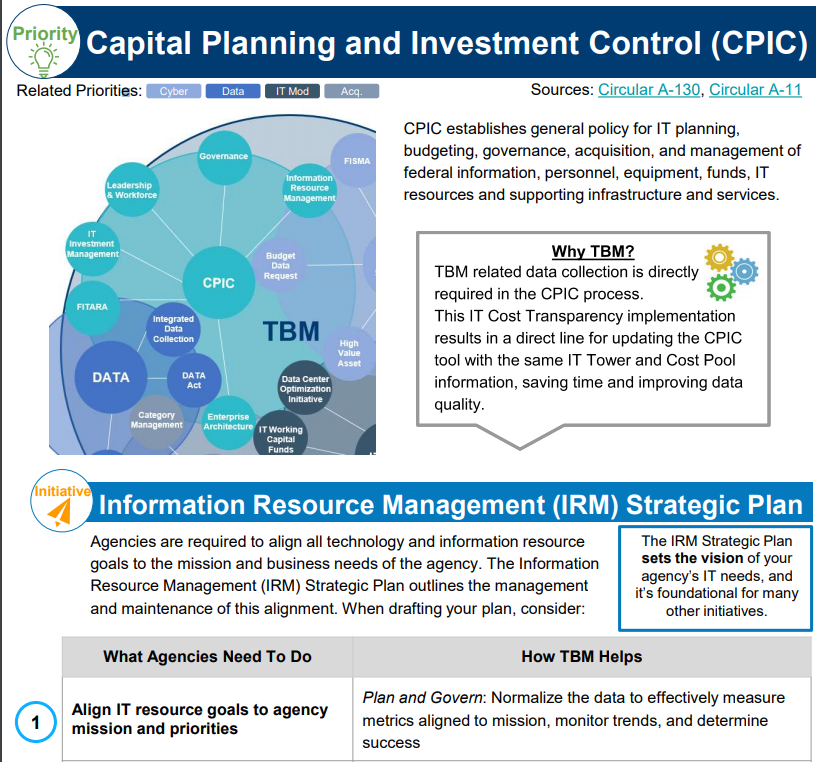 Priority
Capital Planning and Investment Control (CPIC)
Related Priorities:
Cyber
Data
IT Mod
Acq.
Sources: Circular A-130, Circular A-11
Governance
FISMA
Leadership
& Workforce
Information
Resource
Management
IT
Investment
Management
CPIC
Budget
Data
Request
FITARA
Integrated
Data
Collection
TBM
High
Value
Asset
DATA
DATA
Act
Data Center
Optimization
Initiative
Category
Management
Enterprise
Architecture
IT Working
Capital
Funds
CPIC establishes general policy for IT planning,
budgeting, governance, acquisition, and management of
federal information, personnel, equipment, funds, IT
resources and supporting infrastructure and services.
Why TBM?
TBM related data collection is directly
required in the CPIC process.
This IT Cost Transparency implementation
results in a direct line for updating the CPIC
tool with the same IT Tower and Cost Pool
information, saving time and improving data
quality.
Initiative
Information Resource Management (IRM) Strategic Plan
Agencies are required to align all technology and information resource
goals to the mission and business needs of the agency. The Information
Resource Management (IRM) Strategic Plan outlines the management
and maintenance of this alignment. When drafting your plan, consider:
The IRM Strategic Plan
sets the vision of your
agency's IT needs, and
it's foundational for many
other initiatives.
What Agencies Need To Do
How TBM Helps
1
Align IT resource goals to agency
mission and priorities
Plan and Govern: Normalize the data to effectively measure
metrics aligned to mission, monitor trends, and determine
success